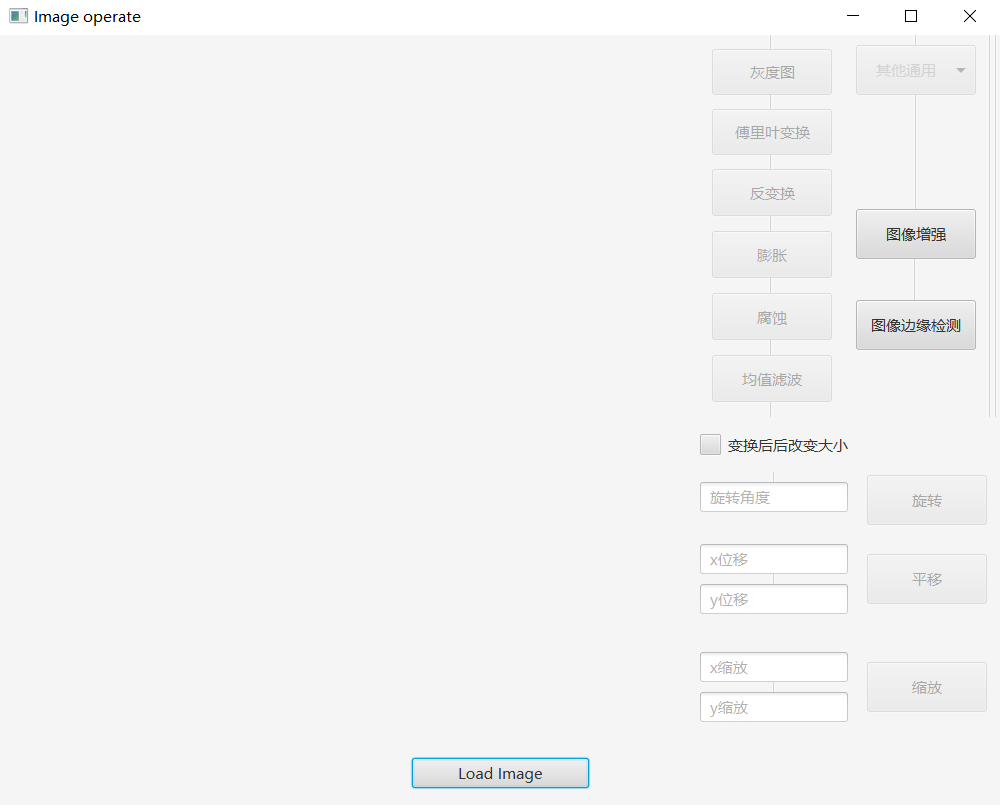 Image operate
灰度图
其他通用
傅里叶变换
反变换
图像增强
膨胀
腐蚀
图像边缘检测
均值滤波
变换后后改变大小
旋转角度
旋转
x位移
平移
y位移
x缩放
缩放
y缩放
Load Image